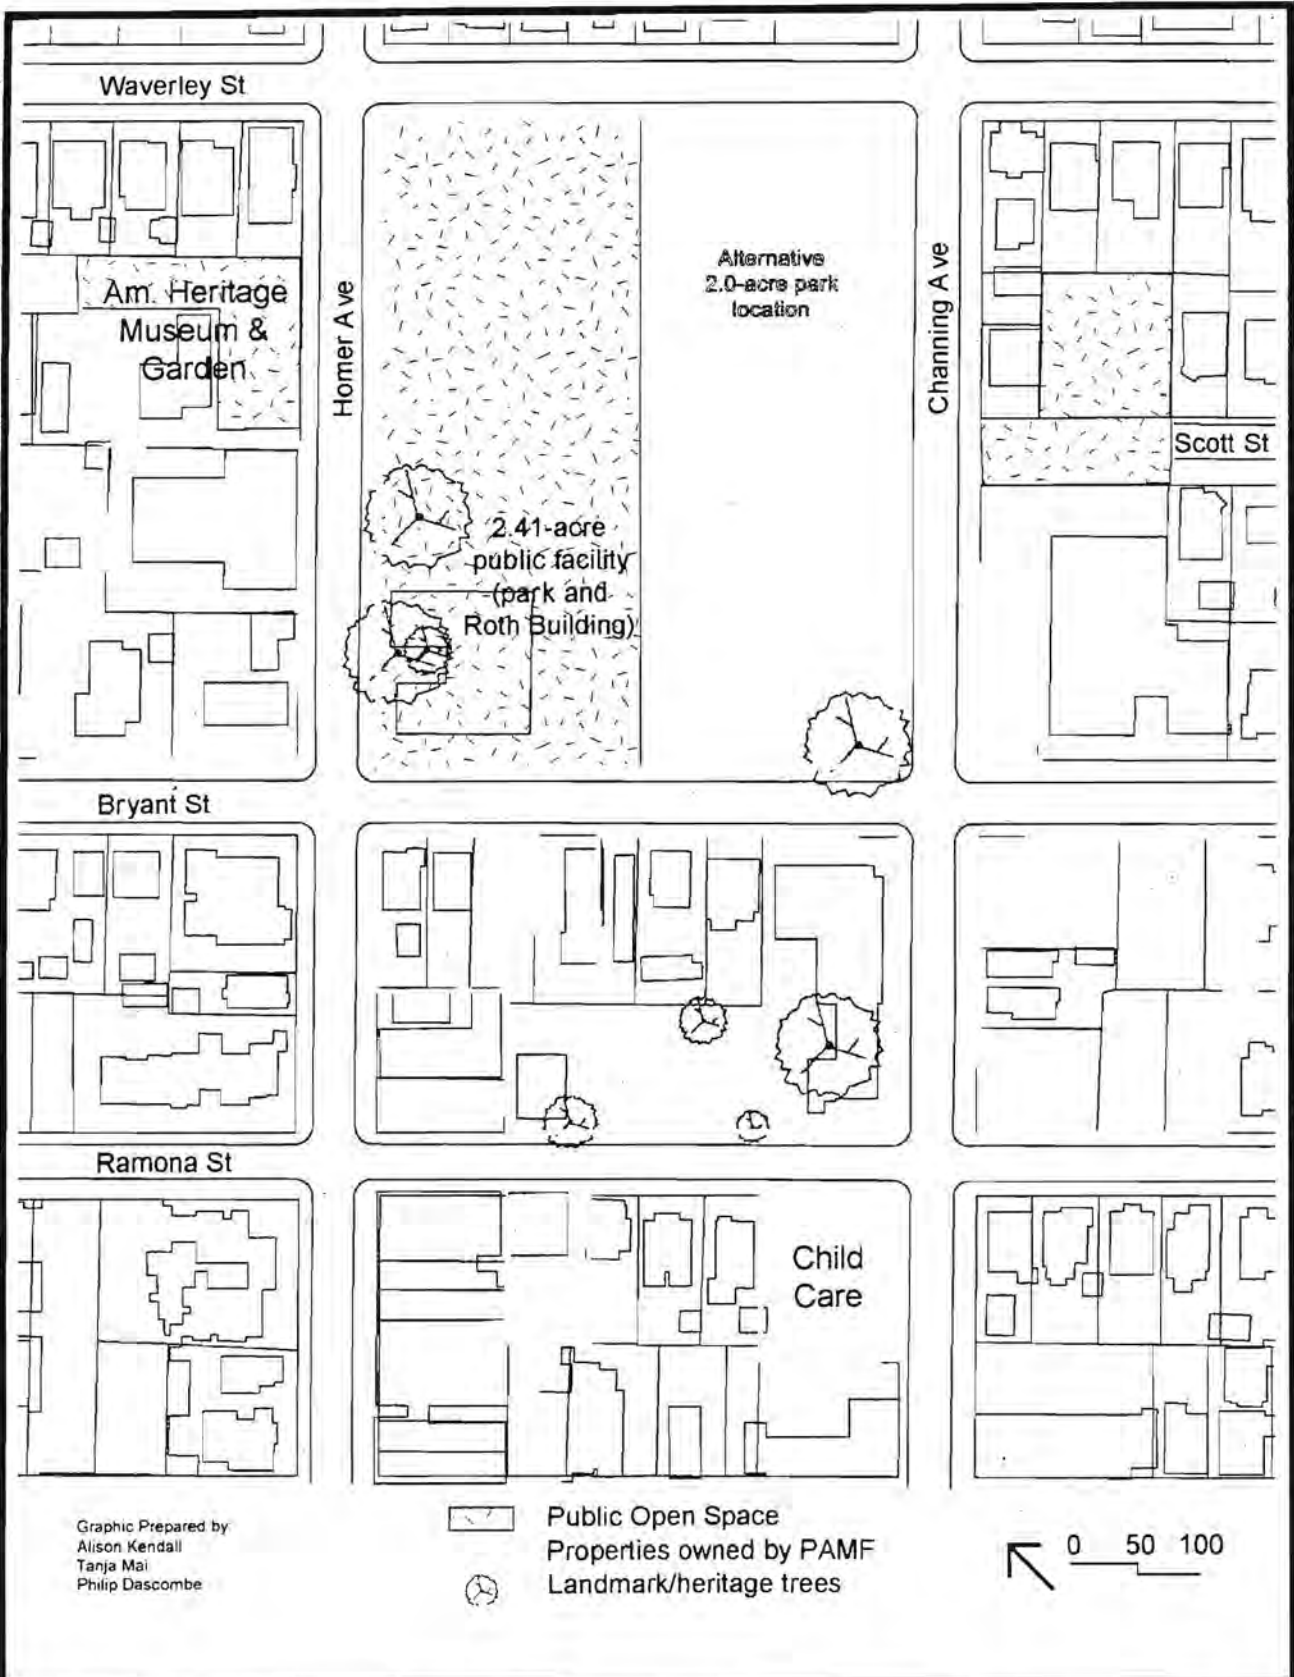 Waverley St
Am. Heritage
Museum &
Garden
Homer Ave
Alternative
2.0-acre park
location
Channing Ave
Scott St
2.41-acre
public facility
(park and
Roth Building)
Bryant St
Ramona St
Child
Care
Graphic Prepared by
Alison Kendall
Tanja Mai
Philip Dascombe
Public Open Space
Properties owned by PAMF
Landmark/heritage trees
0 50 100